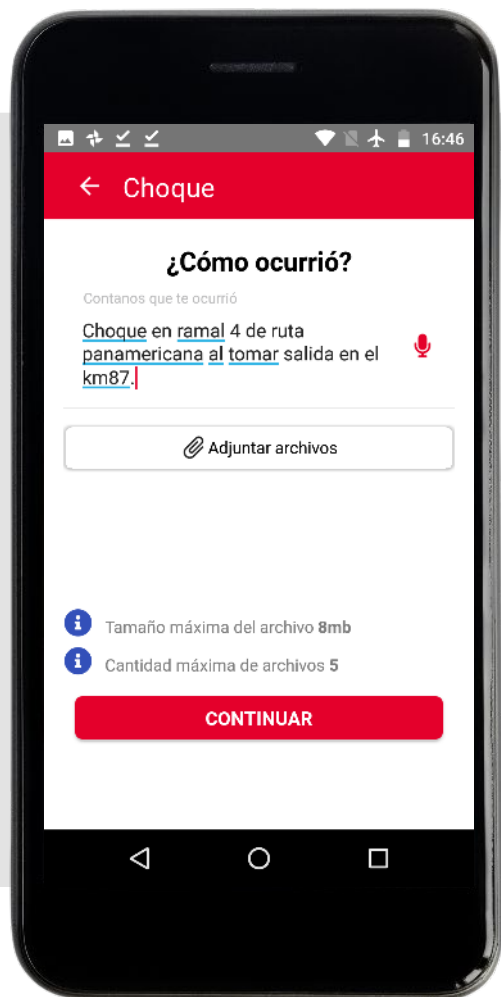 16:46
Choque
¿Cómo ocurrió?
Contanos que te ocurrió
Choque en ramal 4 de ruta
panamericana al tomar salida en el
km87.
Adjuntar archivos
Tamaño máxima del archivo 8mb
Cantidad máxima de archivos 5
CONTINUAR